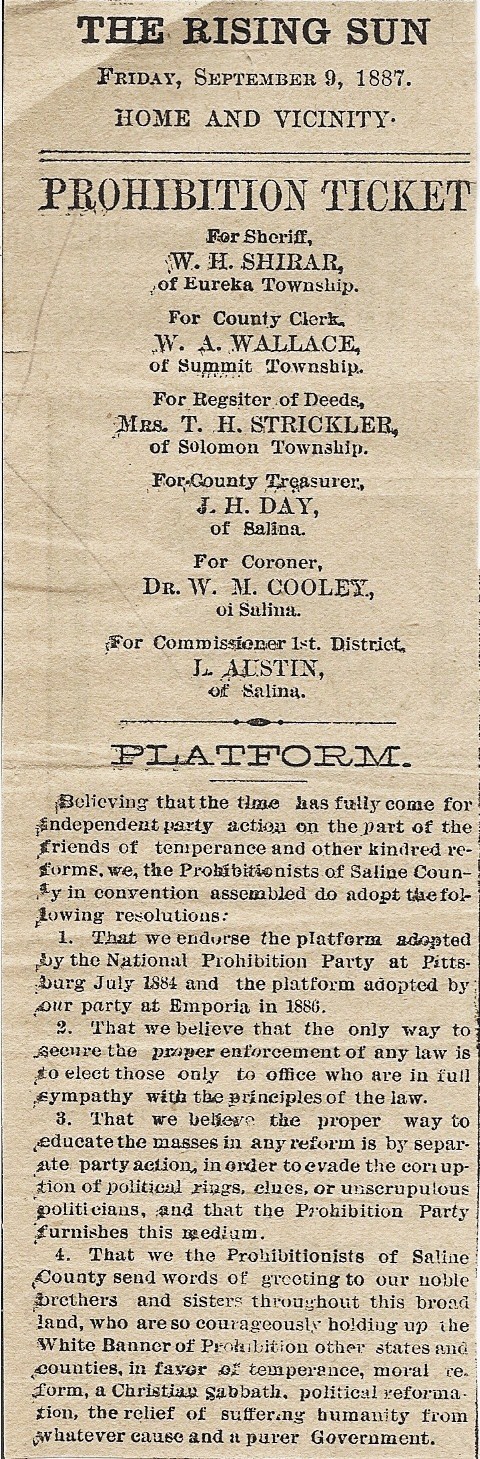 THE RISING SUN
FRIDAY, SEPTEMBER 9, 1887.
HOME AND VICINITY.
PROHIBITION TICKET
For Sheriff,
W. H. SHIRAR,
of Eureka Township.
For County Clerk,
W. A. WALLACE,
of Summit Township.
For Regsiter of Deeds,
MRS. T. H. STRICKLER,
of Solomon Township.
For County Treasurer,
J. H. DAY,
of Salina.
For Coroner,
DR. W. M. COOLEY,
oi Salina.
For Commissioner 1st. District,
L. AUSTIN,
of Salina.
PLATFORM.
Believing that the time has fully come for
independent party action on the part of the
friends of temperance and other kindred re-
forms, we, the Prohibitionists of Saline Coun-
ty in convention assembled do adopt the fol-
lowing resolutions:
1. That we endorse the platform adopted
by the National Prohibition Party at Pitts-
burg July 1884 and the platform adopted by
our party at Emporia in 1886.
2. That we believe that the only way to
secure the proper enforcement of any law is
to elect those only to office who are in full
sympathy with the principles of the law.
3. That we believe the proper way to
educate the masses in any reform is by separ-
ate party action, in order to evade the corrup-
tion of political rings, clues, or unscrupulous
politicians, and that the Prohibition Party
furnishes this medium.
4. That we the Prohibitionists of Saline
County send words of greeting to our noble
brothers and sisters throughout this broad
land, who are so courageously holding up the
White Banner of Prohibition other states and
counties, in favor of temperance, moral re-
form, a Christian Sabbath, political reforma-
tion, the relief of suffering humanity from
whatever cause and a purer Government.